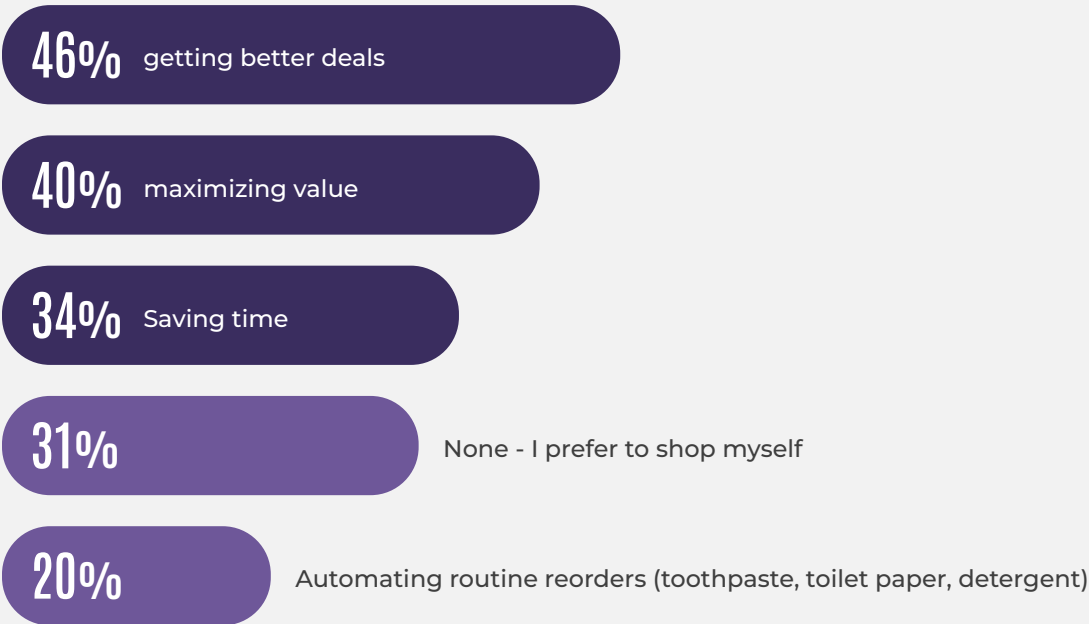 46% getting better deals
40% maximizing value
34% Saving time
31% None - I prefer to shop myself
20% Automating routine reorders (toothpaste, toilet paper, detergent)